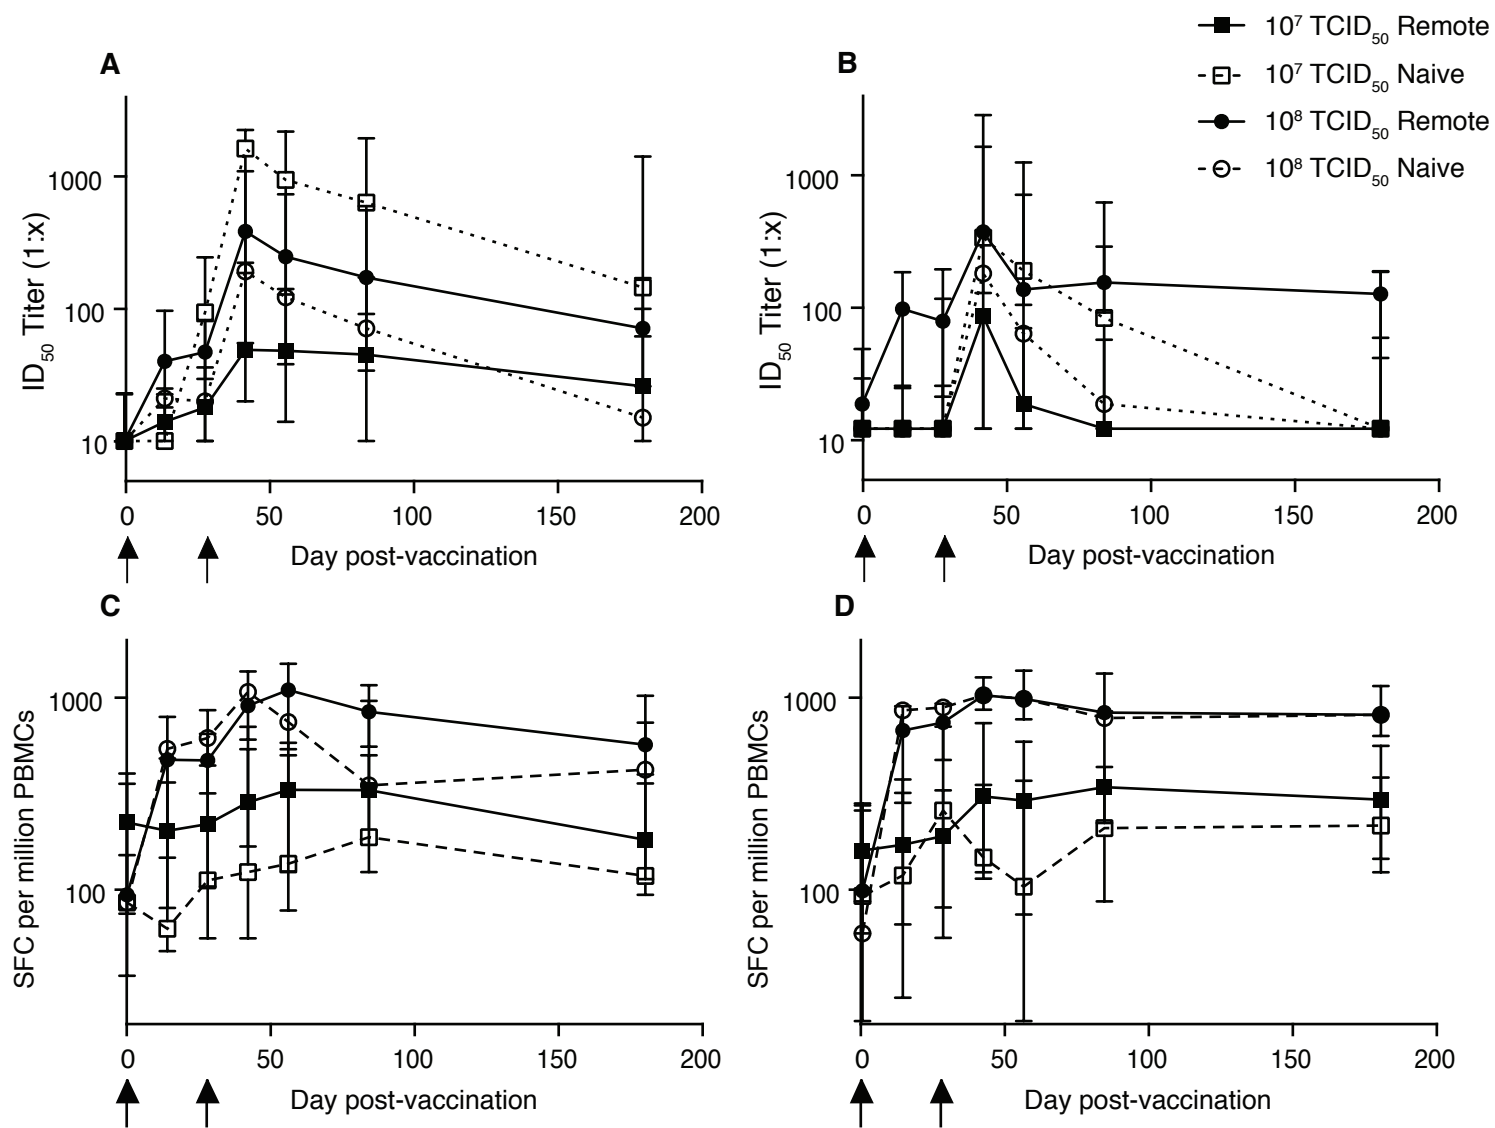 10⁷ TCID₅₀ Remote
10⁷ TCID₅₀ Naive
10⁸ TCID₅₀ Remote
10⁸ TCID₅₀ Naive
A
ID₅₀ Titer (1:x)
1000
100
10
0 50 100 150 200
Day post-vaccination
B
ID₅₀ Titer (1:x)
1000
100
10
0 50 100 150 200
Day post-vaccination
C
SFC per million PBMCs
1000
100
0 50 100 150 200
Day post-vaccination
D
SFC per million PBMCs
1000
100
0 50 100 150 200
Day post-vaccination